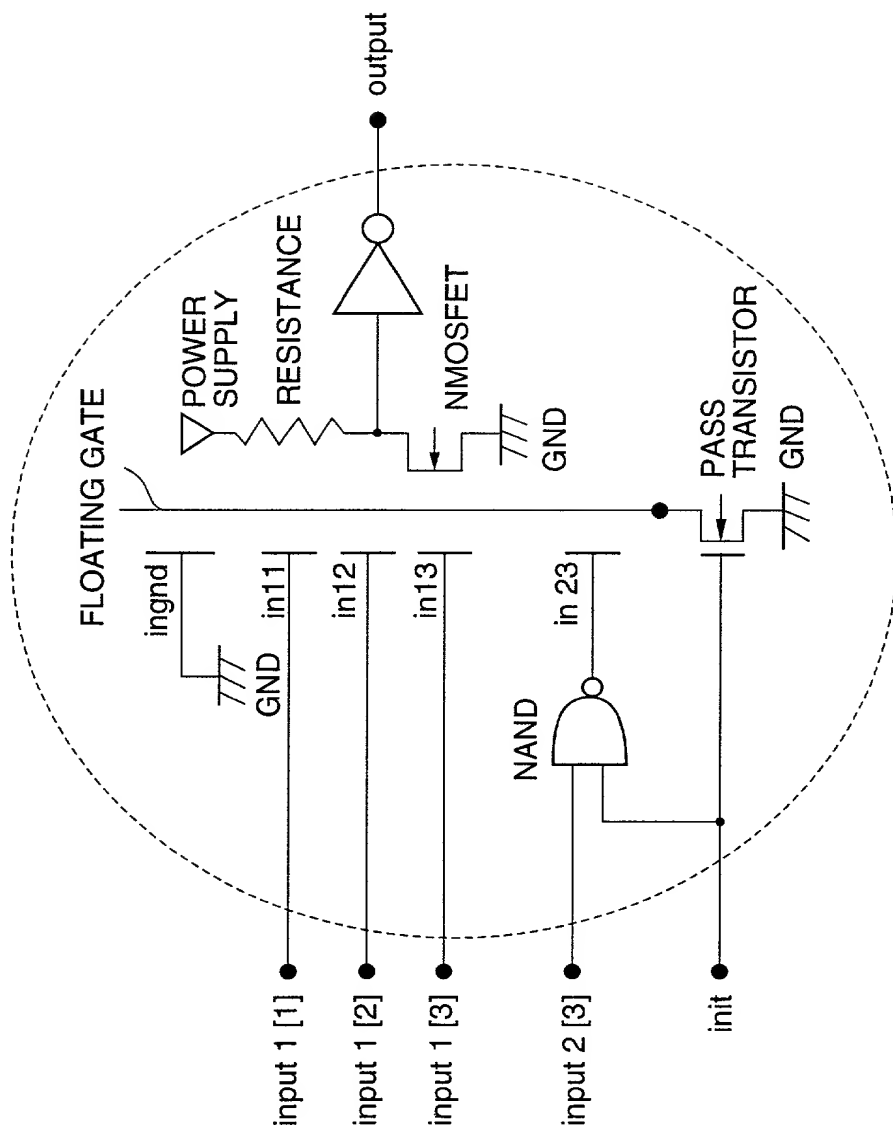 FLOATING GATE
POWER
SUPPLY
RESISTANCE
output
ingnd
GND
in11
in12
in13
NMOSFET
GND
in 23
NAND
PASS
TRANSISTOR
GND
input 1 [1]
input 1 [2]
input 1 [3]
input 2 [3]
init